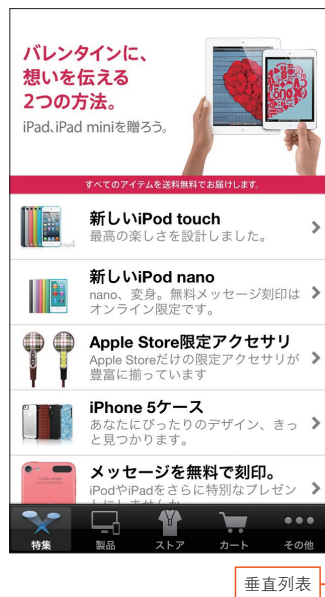 バレンタインに、
想いを伝える
2つの方法。
iPad、iPad miniを贈ろう。
すべてのアイテムを送料無料でお届けします。
新しいiPod touch
最高の楽しさを設計しました。
新しいiPod nano
nano、変身。無料メッセージ刻印は
オンライン限定です。
Apple Store限定アクセサリ
Apple Storeだけの限定アクセサリが
豊富に揃っています
iPhone 5ケース
あなたにぴったりのデザイン、きっ
と見つかります。
メッセージを無料で刻印。
iPodやiPadをさらに特別なプレゼン
特集
製品
ストア
カート
その他
垂直列表